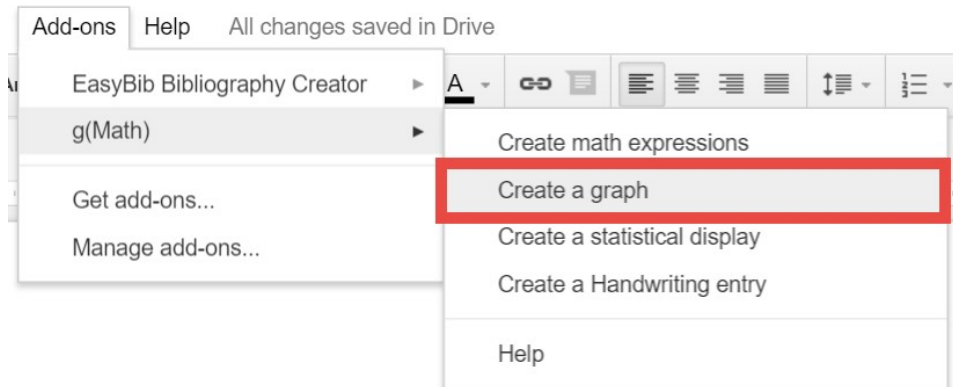 Add-ons Help All changes saved in Drive
EasyBib Bibliography Creator
A
g(Math)
Create math expressions
Create a graph
Get add-ons...
Create a statistical display
Manage add-ons...
Create a Handwriting entry
Help